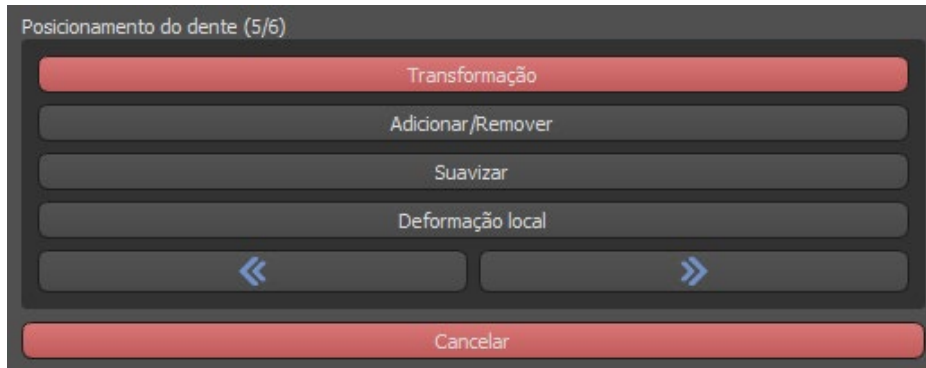 Posicionamento do dente (5/6)
Transformação
Adicionar/Remover
Suavizar
Deformação local
Cancelar